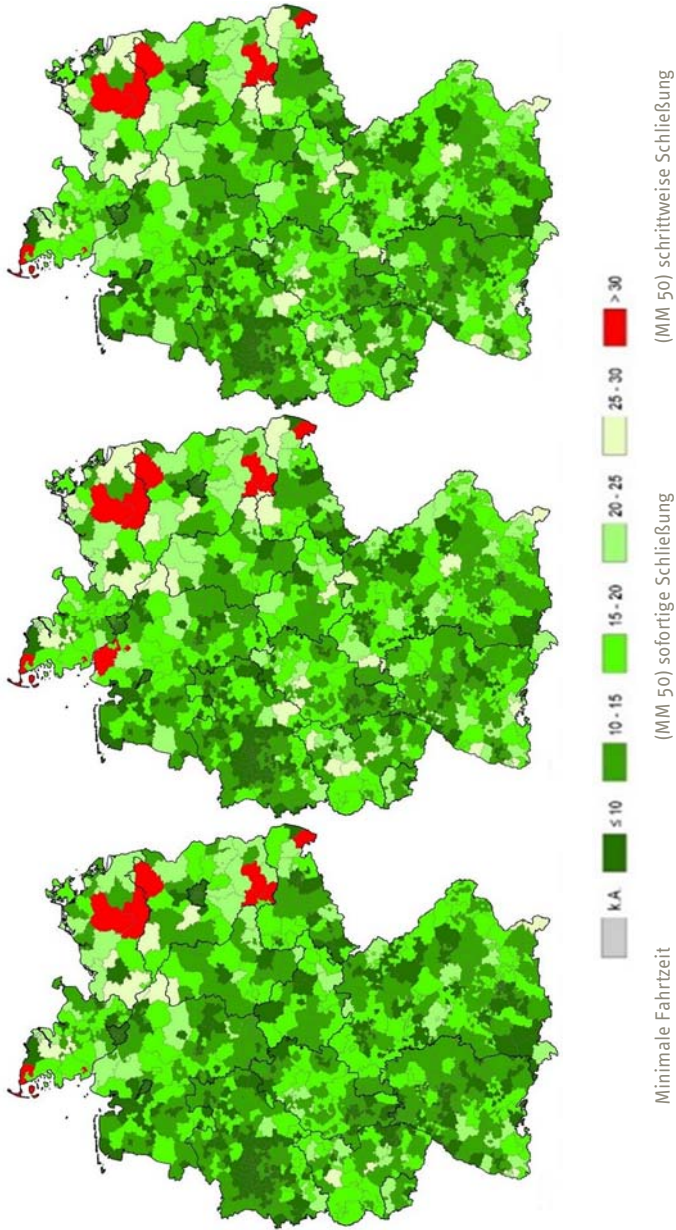 k.A. ≤ 10 10 - 15 15 - 20 20 - 25 25 - 30 > 30
Minimale Fahrtzeit
(MM 50) sofortige Schließung
(MM 50) schrittweise Schließung